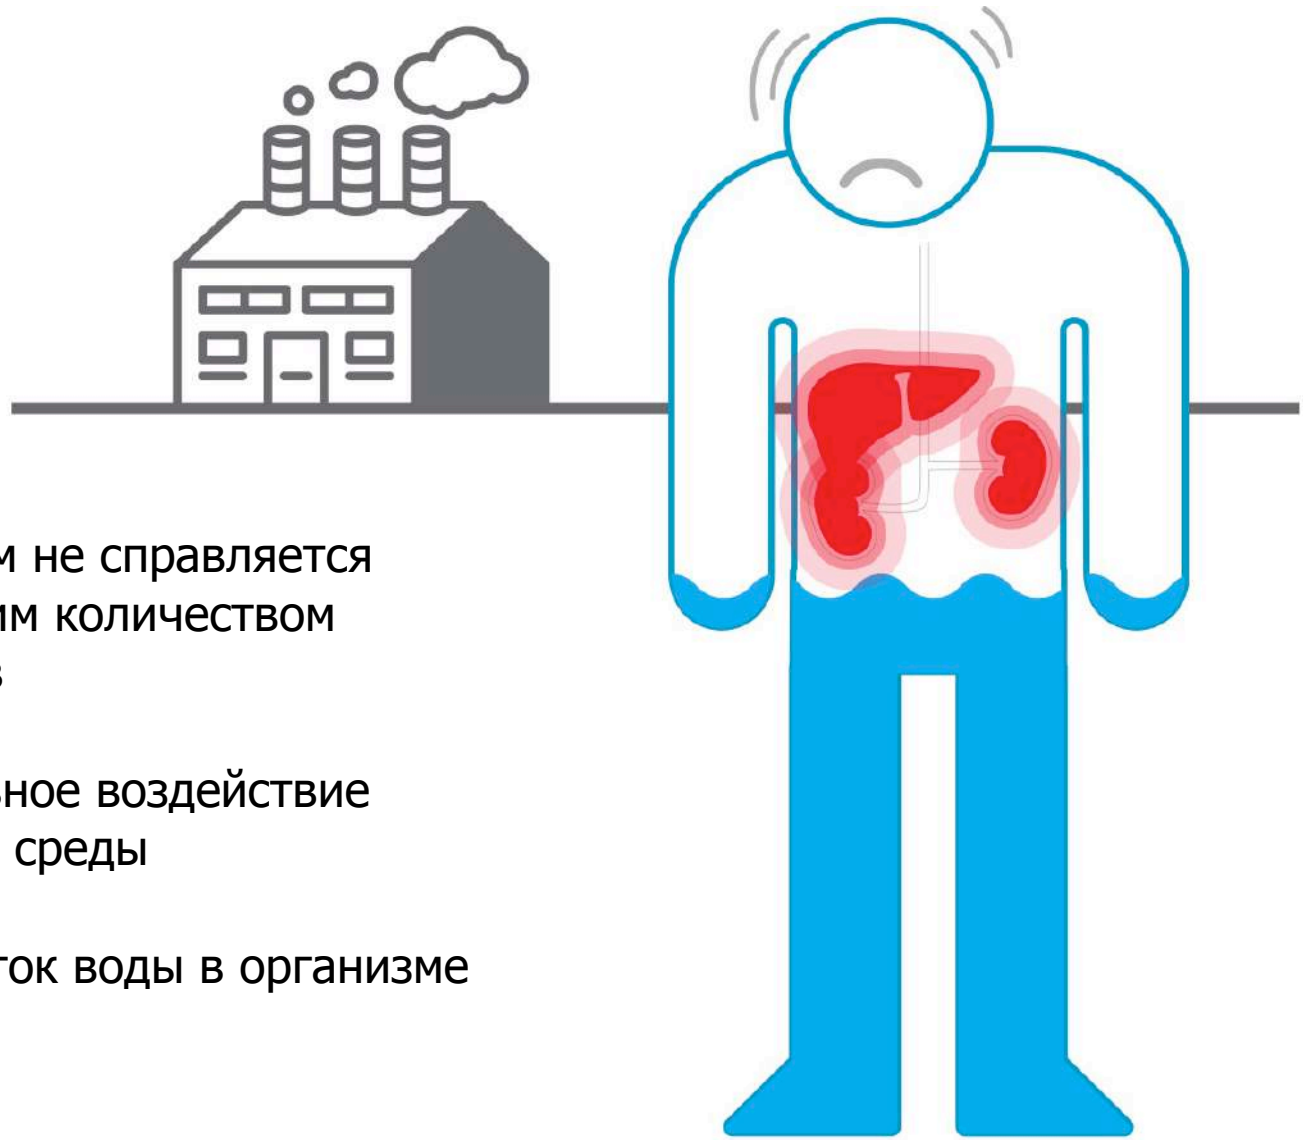 м не справляется
им количеством
в
ное воздействие
среды
ток воды в организме